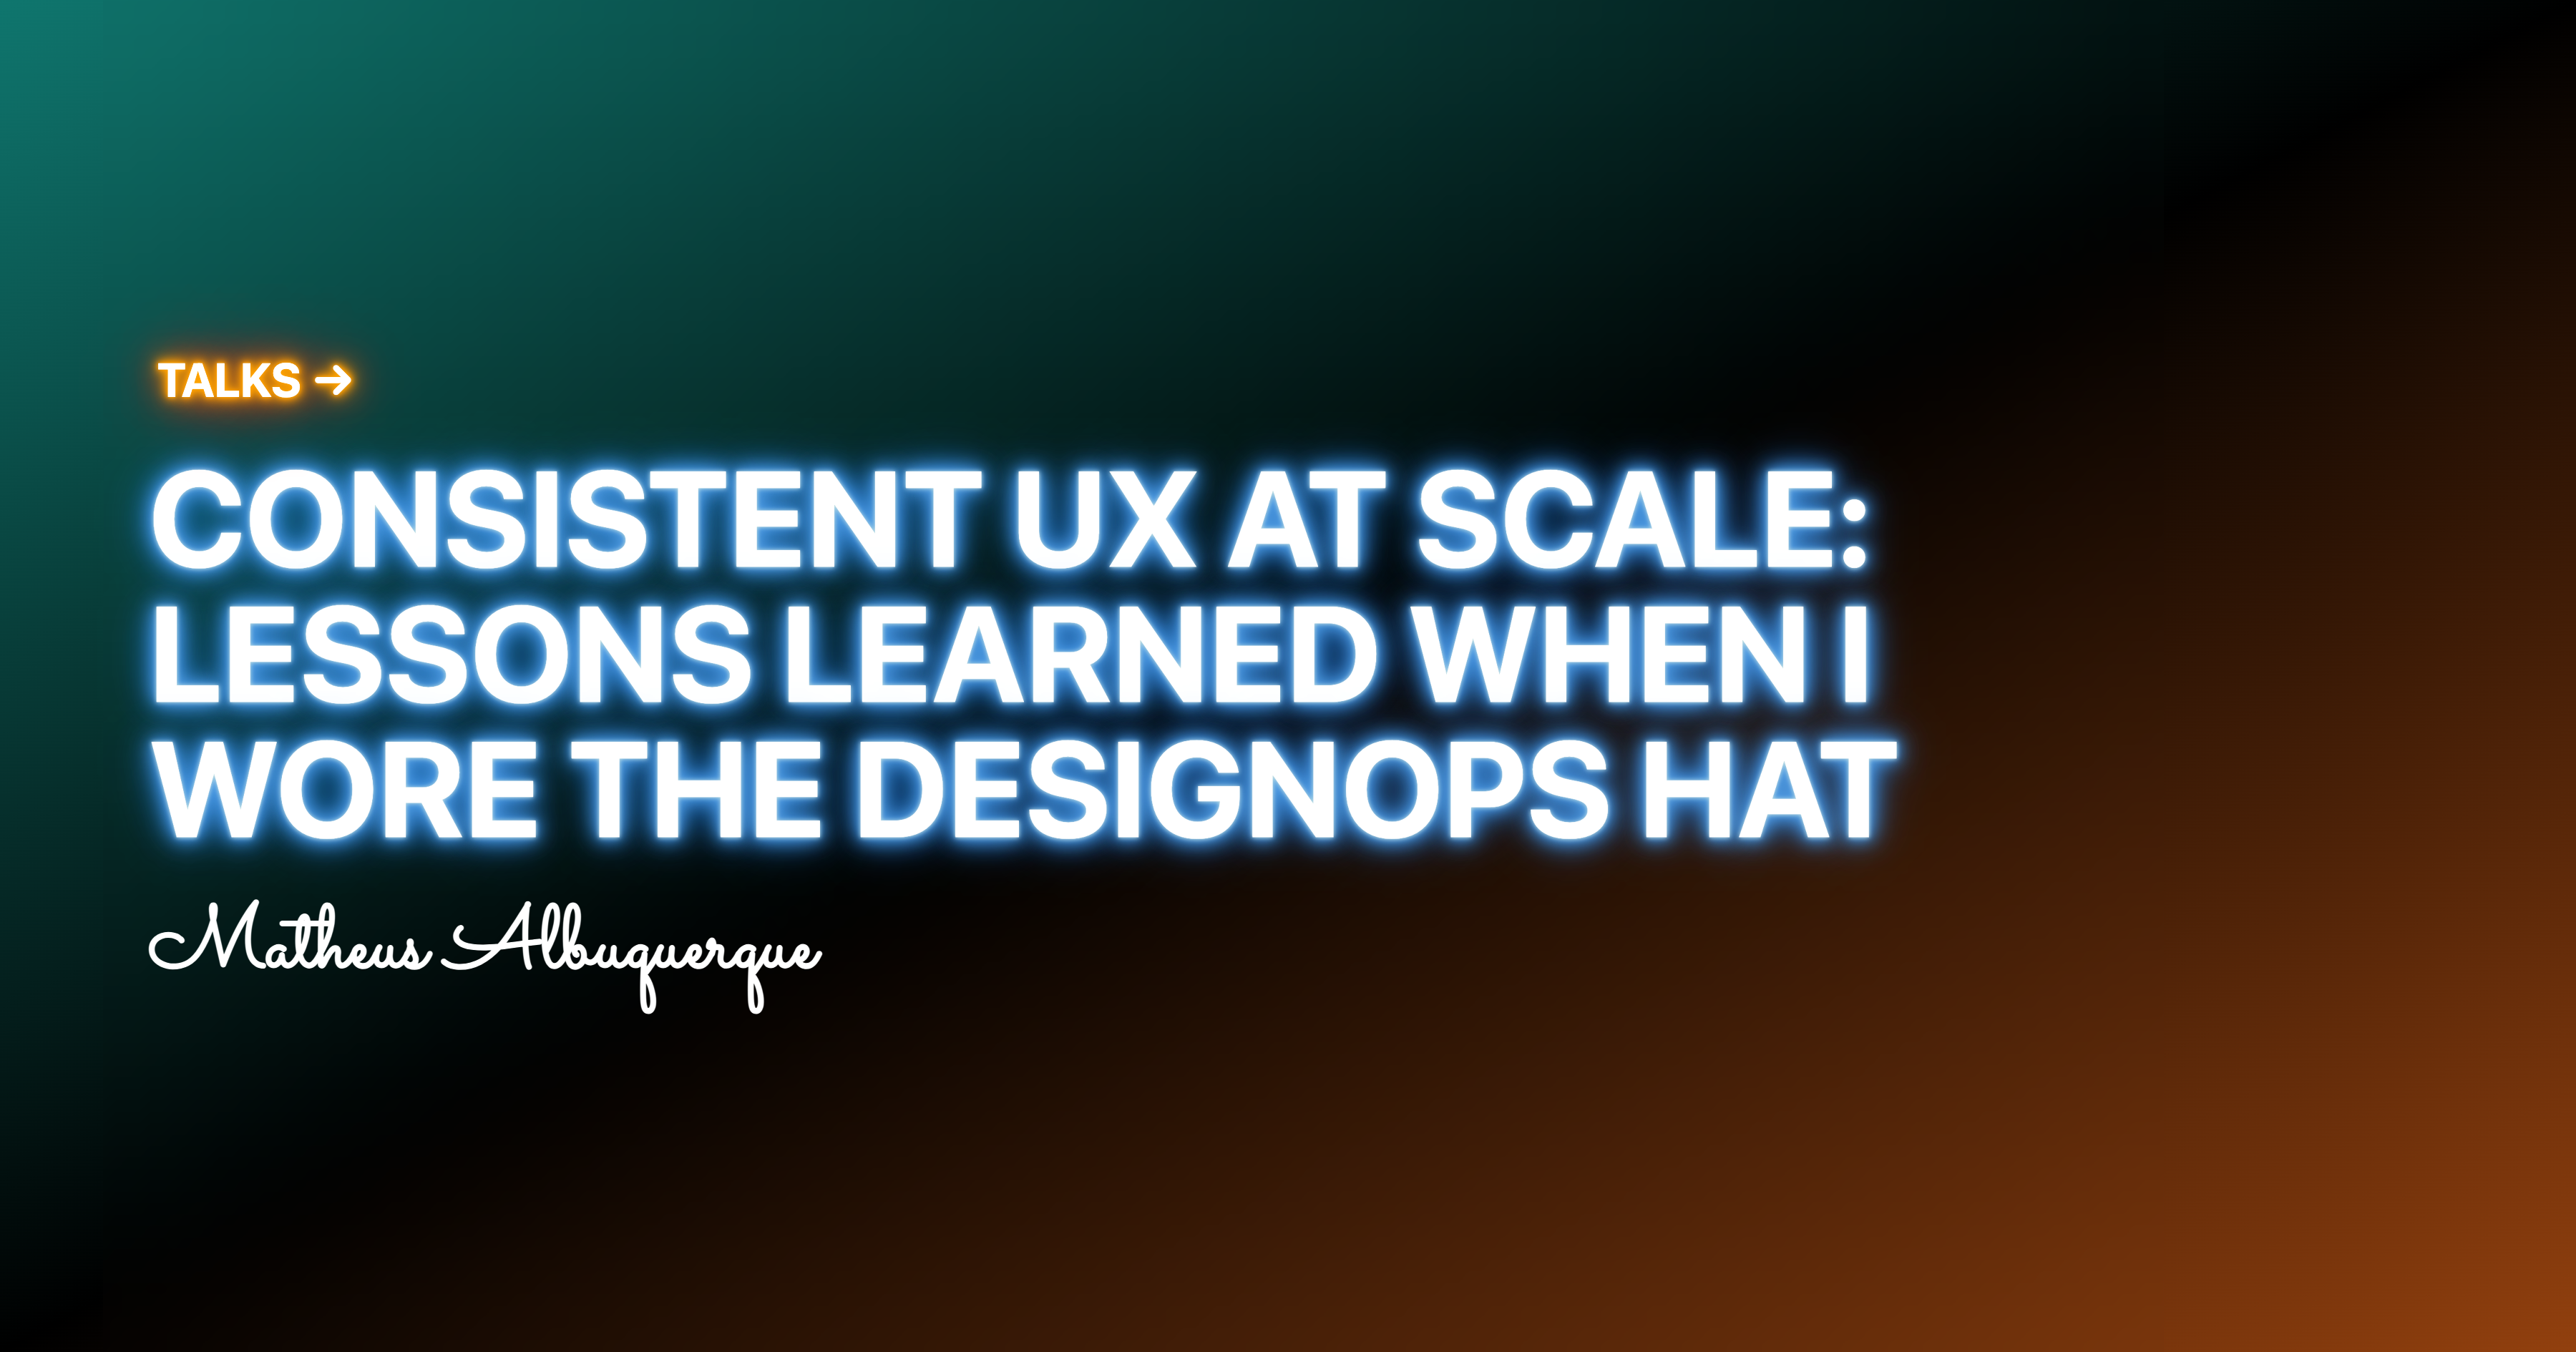 TALKS →
CONSISTENT UX AT SCALE:
LESSONS LEARNED WHEN I
WORE THE DESIGNOPS HAT
Matheus Albuquerque